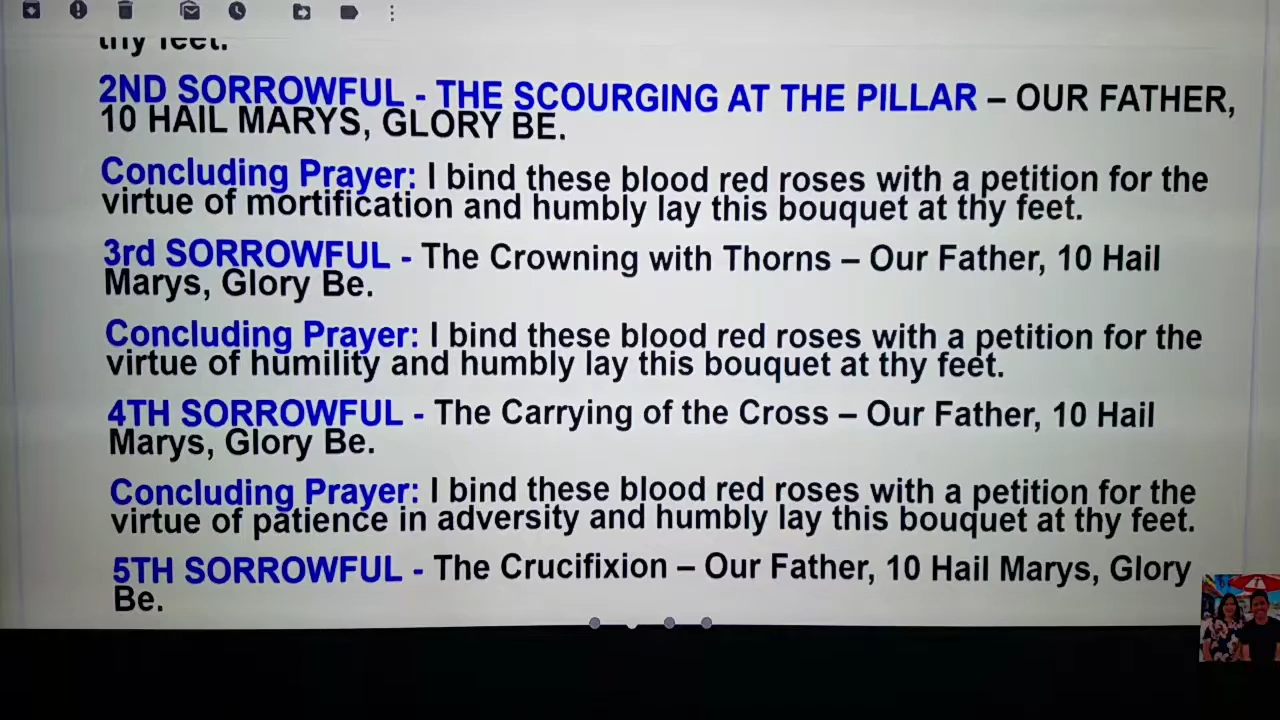 thy feet.
2ND SORROWFUL - THE SCOURGING AT THE PILLAR – OUR FATHER,
10 HAIL MARYS, GLORY BE.
Concluding Prayer: I bind these blood red roses with a petition for the
virtue of mortification and humbly lay this bouquet at thy feet.
3rd SORROWFUL - The Crowning with Thorns – Our Father, 10 Hail
Marys, Glory Be.
Concluding Prayer: I bind these blood red roses with a petition for the
virtue of humility and humbly lay this bouquet at thy feet.
4TH SORROWFUL - The Carrying of the Cross – Our Father, 10 Hail
Marys, Glory Be.
Concluding Prayer: I bind these blood red roses with a petition for the
virtue of patience in adversity and humbly lay this bouquet at thy feet.
5TH SORROWFUL - The Crucifixion – Our Father, 10 Hail Marys, Glory
Be.